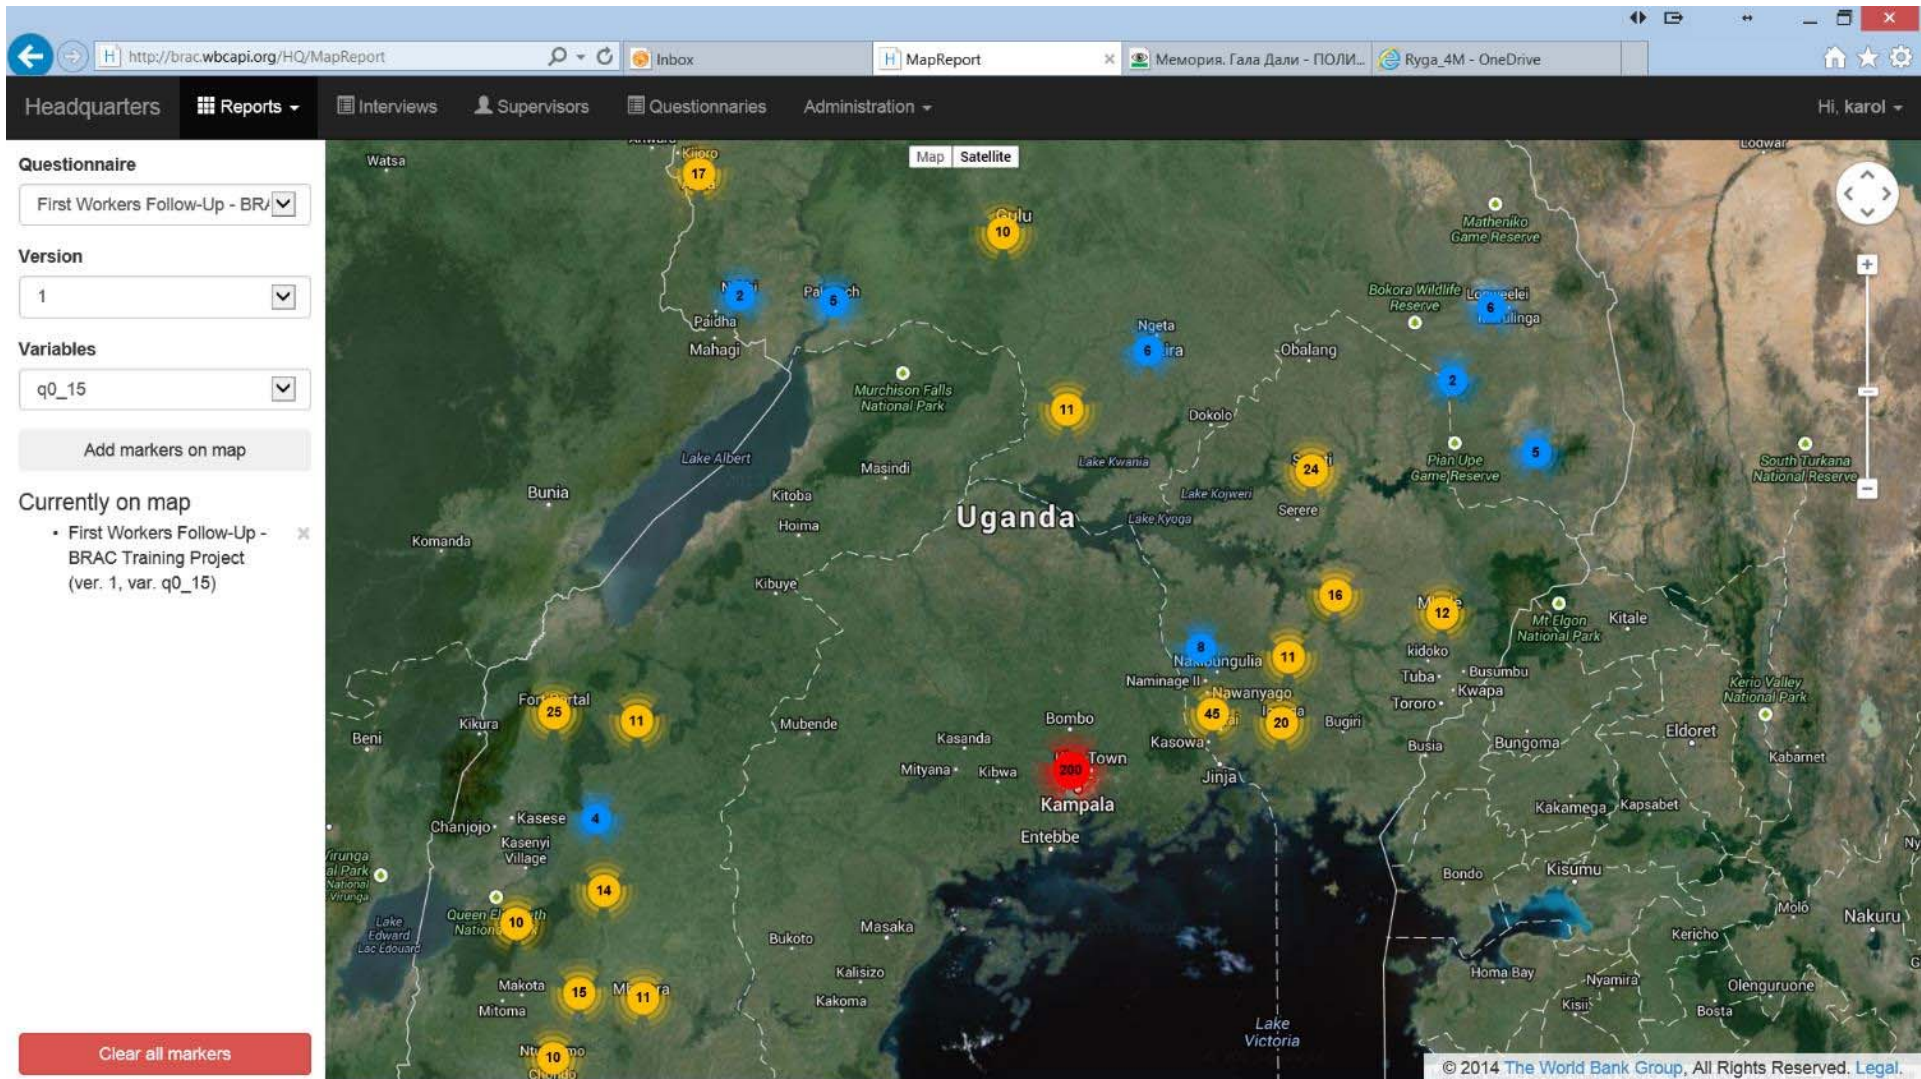 http://brac.wbcapi.org/HQ/MapReport
Inbox
MapReport
Мемория. Гала Дали - ПОЛИ...
Ryga_4M - OneDrive
Headquarters
Reports
Interviews
Supervisors
Questionnaries
Administration
Hi, karol
Questionnaire
First Workers Follow-Up - BRA
Version
1
Variables
q0_15
Add markers on map
Currently on map
First Workers Follow-Up -
BRAC Training Project
(ver. 1, var. q0_15)
Clear all markers
Map
Satellite
Watsa
17
Gulu
10
Lodwar
Matheniko
Game Reserve
Bokora Wildlife
Reserve
6
2
5
Paidha
Mahagi
Ngeta
6
Obalang
2
Murchison Falls
National Park
11
Dokolo
Lake Albert
Masindi
Lake Kwania
24
Pian Upe
Game Reserve
5
South Turkana
National Reserve
Bunia
Kitoba
Lake Kojweri
Serere
Hoima
Uganda
Lake Kyoga
Komanda
Kibuye
16
12
Mt Elgon
National Park
Kitale
8
11
kidoko
Naminage II
Nawanyago
Tuba
Busumbu
Kwapa
Tororo
Kerio Valley
National Park
25
11
Kikura
Beni
Mubende
Bombo
45
20
Bugiri
Kasanda
Kasowa
Busia
Bungoma
Eldoret
Kabarnet
Mityana
Kibwa
200
Town
Jinja
Kampala
Kakamega
Kapsabet
Chanjojo
Kasese
4
Entebbe
Kasenyi
Village
Kisumu
Bondo
14
Lake
Edward
Lac Edouard
10
Masaka
Bukoto
Molo
Nakuru
Kericho
Makota
15
11
Kalisizo
Homa Bay
Nyamira
Olenguruone
Mitoma
Kakoma
Kisii
Bosta
Lake
Victoria
10
© 2014 The World Bank Group, All Rights Reserved. Legal.